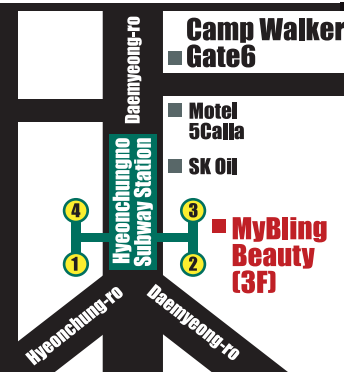 Camp Walker
Gate6
Daemyeong-ro
Motel
5Calla
SK Oil
Hyeonchungno
Subway Station
4
3
1
2
MyBling
Beauty
(3F)
Hyeonchung-ro
Daemyeong-ro